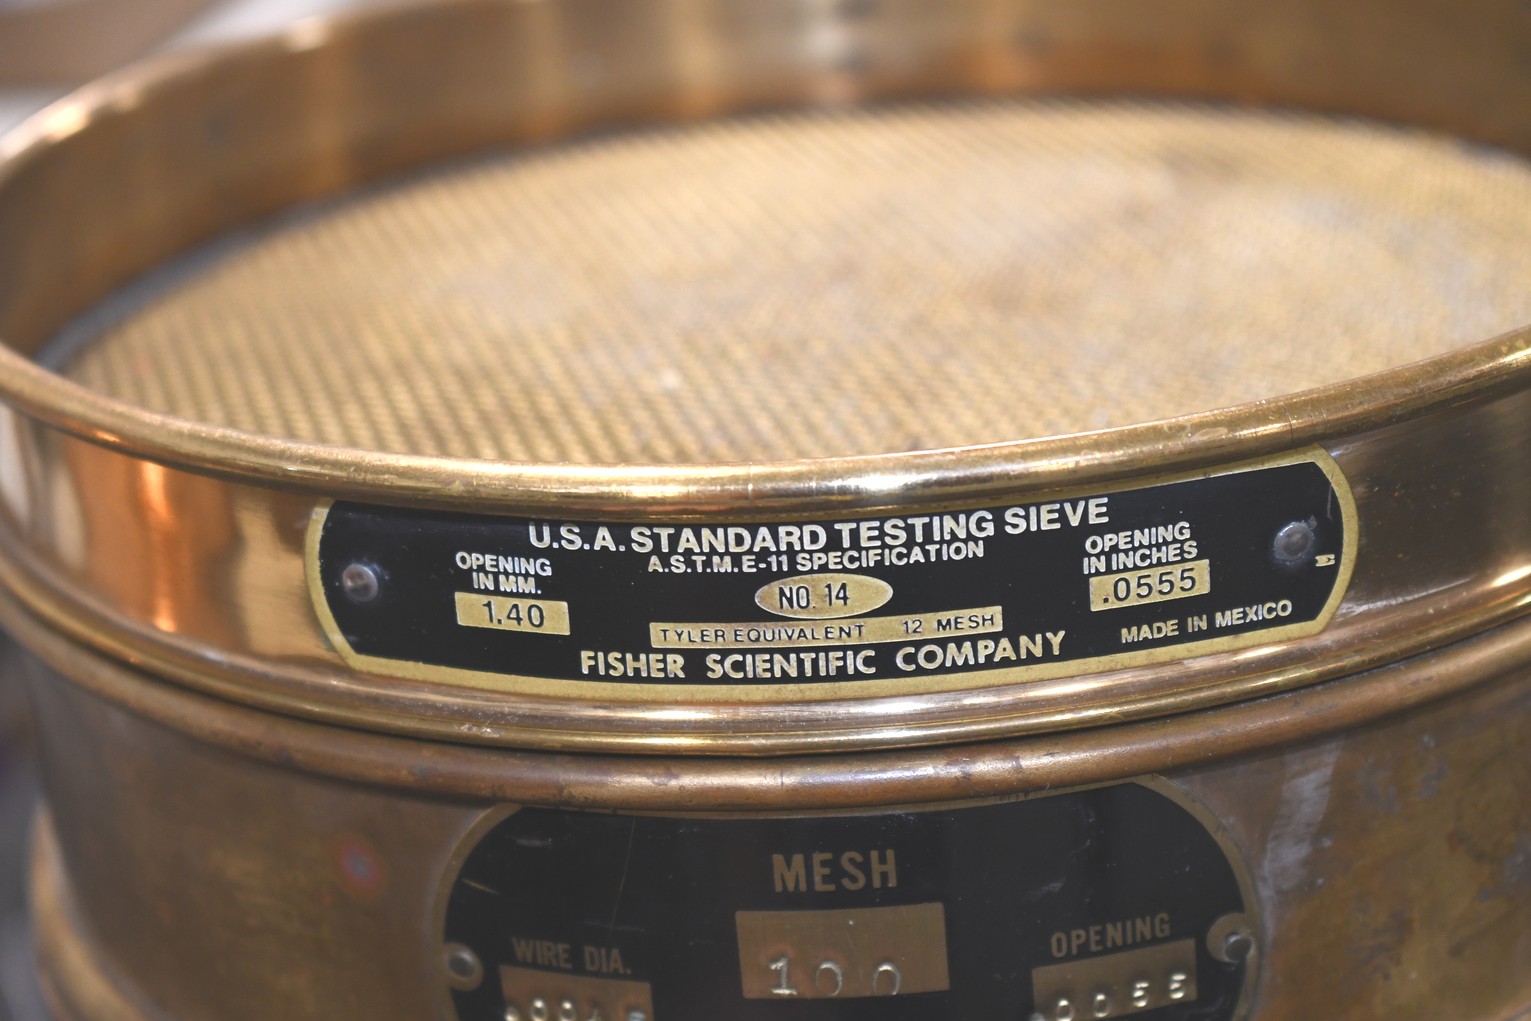 U.S.A. STANDARD TESTING SIEVE
A.S.T.M. E-11 SPECIFICATION
OPENING
IN MM.
1.40
NO. 14
OPENING
IN INCHES
.0555
TYLER EQUIVALENT 12 MESH
FISHER SCIENTIFIC COMPANY
MADE IN MEXICO
MESH
100
WIRE DIA.
OPENING